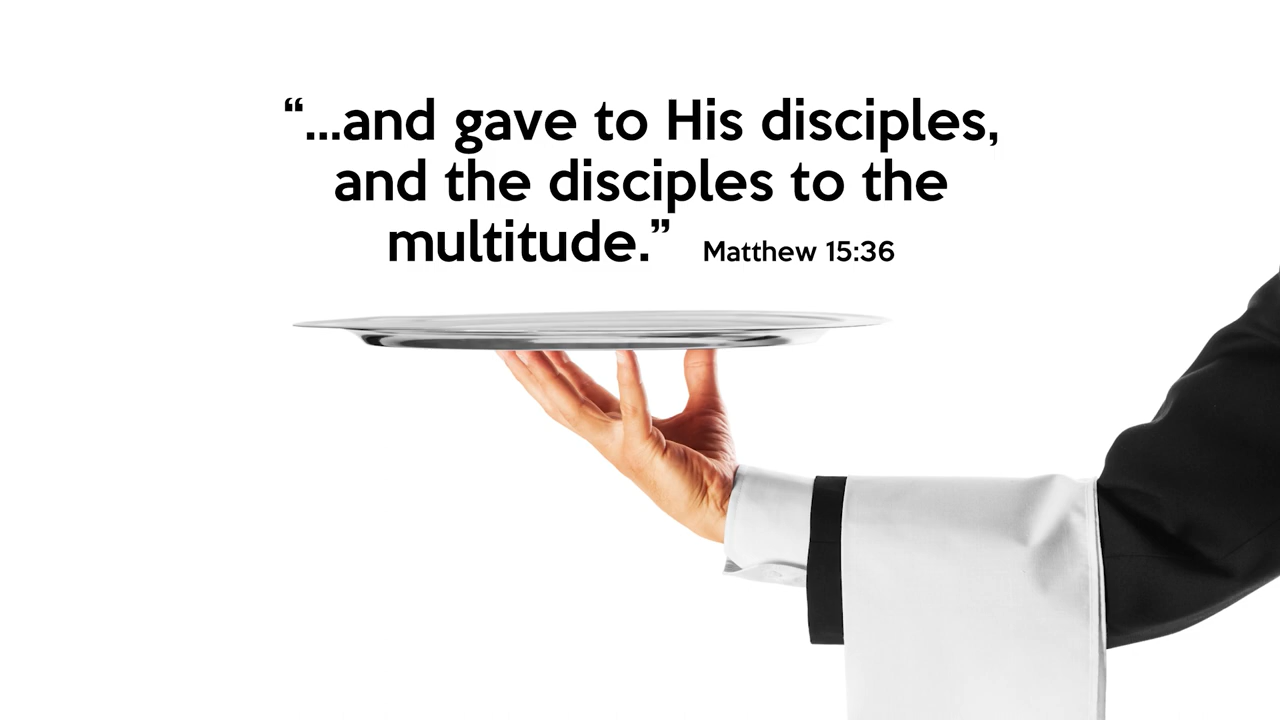 “...and gave to His disciples,
and the disciples to the
multitude.” Matthew 15:36